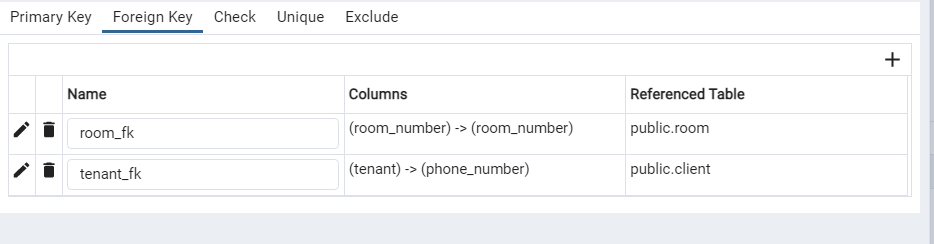 Primary Key Foreign Key Check Unique Exclude
Name Columns Referenced Table
room_fk (room_number) -> (room_number) public.room
tenant_fk (tenant) -> (phone_number) public.client